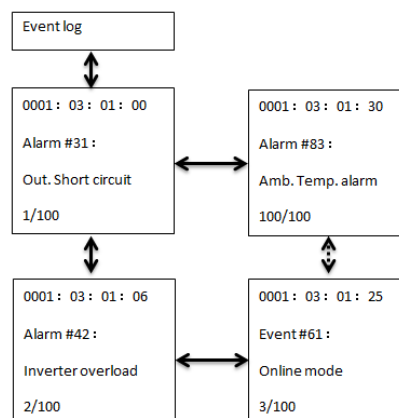 Event log
0001：03：01：00
Alarm #31：
Out. Short circuit
1/100
0001：03：01：30
Alarm #83：
Amb. Temp. alarm
100/100
0001：03：01：06
Alarm #42：
Inverter overload
2/100
0001：03：01：25
Event #61：
Online mode
3/100